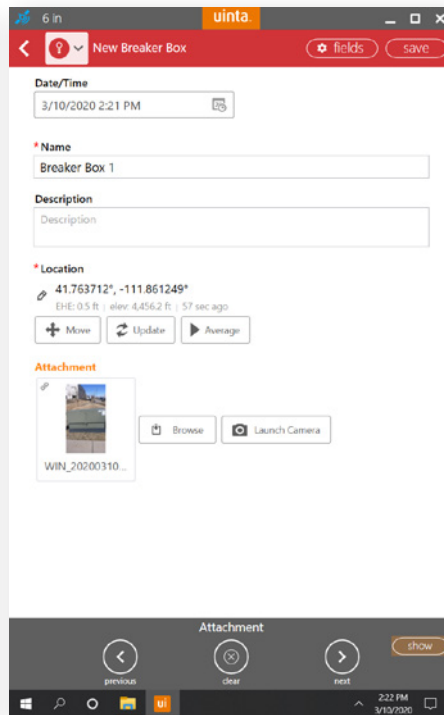 6 in uinta.
New Breaker Box fields save
Date/Time
3/10/2020 2:21 PM
*Name
Breaker Box 1
Description
Description
*Location
41.763712°, -111.861249°
EHE: 0.5 ft | elev: 4,456.2 ft | 57 sec ago
Move Update Average
Attachment
Browse Launch Camera
WIN_20200310...
Attachment
show
previous clear next
ui
2:22 PM
3/10/2020